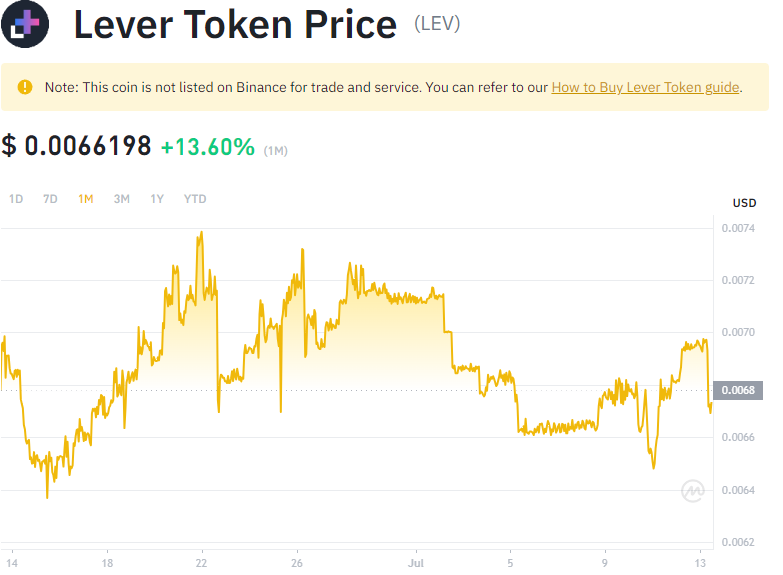 Lever Token Price (LEV)
Note: This coin is not listed on Binance for trade and service. You can refer to our How to Buy Lever Token guide.
$ 0.0066198 +13.60% (1M)
1D 7D 1M 3M 1Y YTD
USD
0.0074
0.0072
0.0070
0.0068
0.0066
0.0064
0.0062
14 18 22 26 Jul 5 9 13